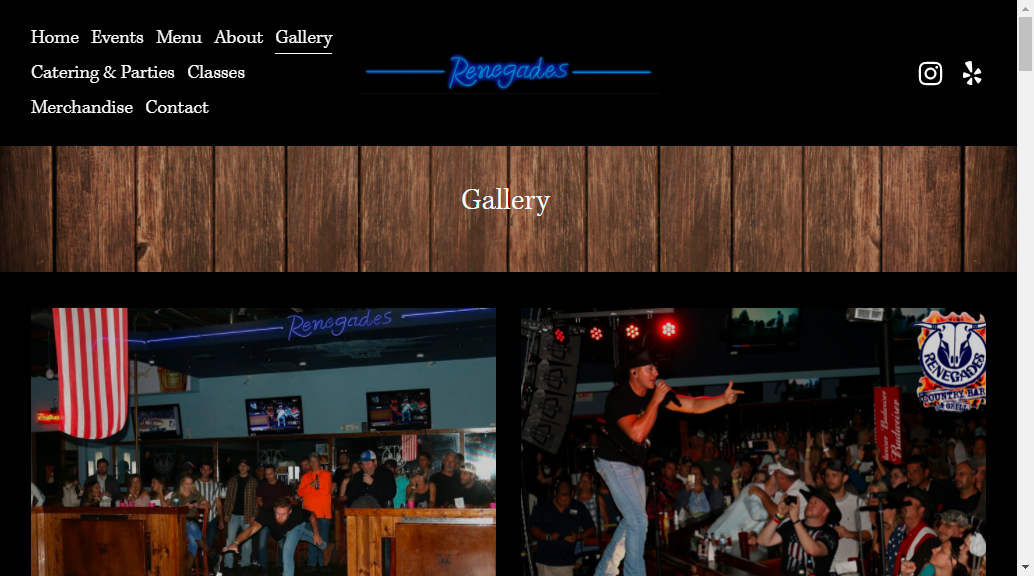 Home Events Menu About Gallery
Catering & Parties Classes
Merchandise Contact
Renegades
Gallery
Renegades
RENEGADES
COUNTRY BAR
& GRILL
Budweiser